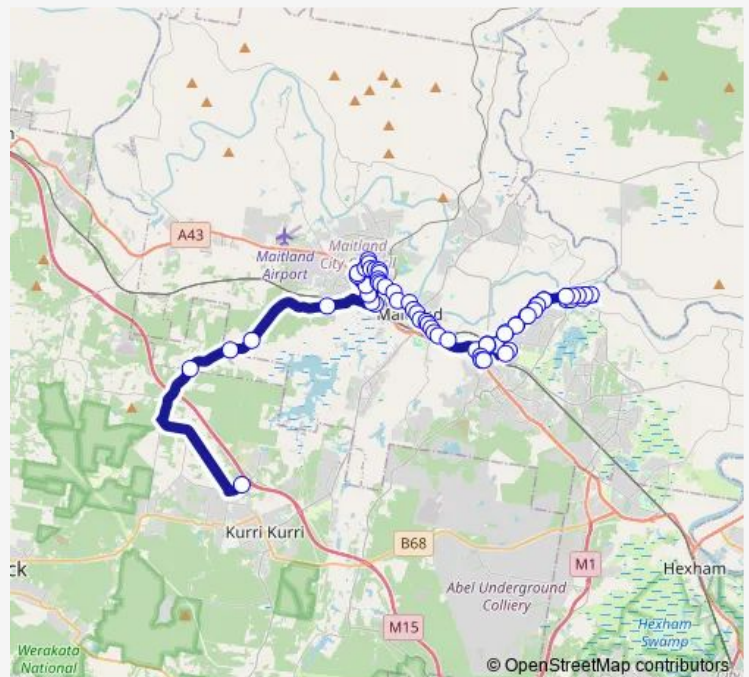 n
A43
Maitland
Airport
Maitland
City
Kurri Kurri
B68
ck
M1
Hexham
Abel Underground
Colliery
M15
Hexham
Swamp
Werakata
National
© OpenStreetMap contributors